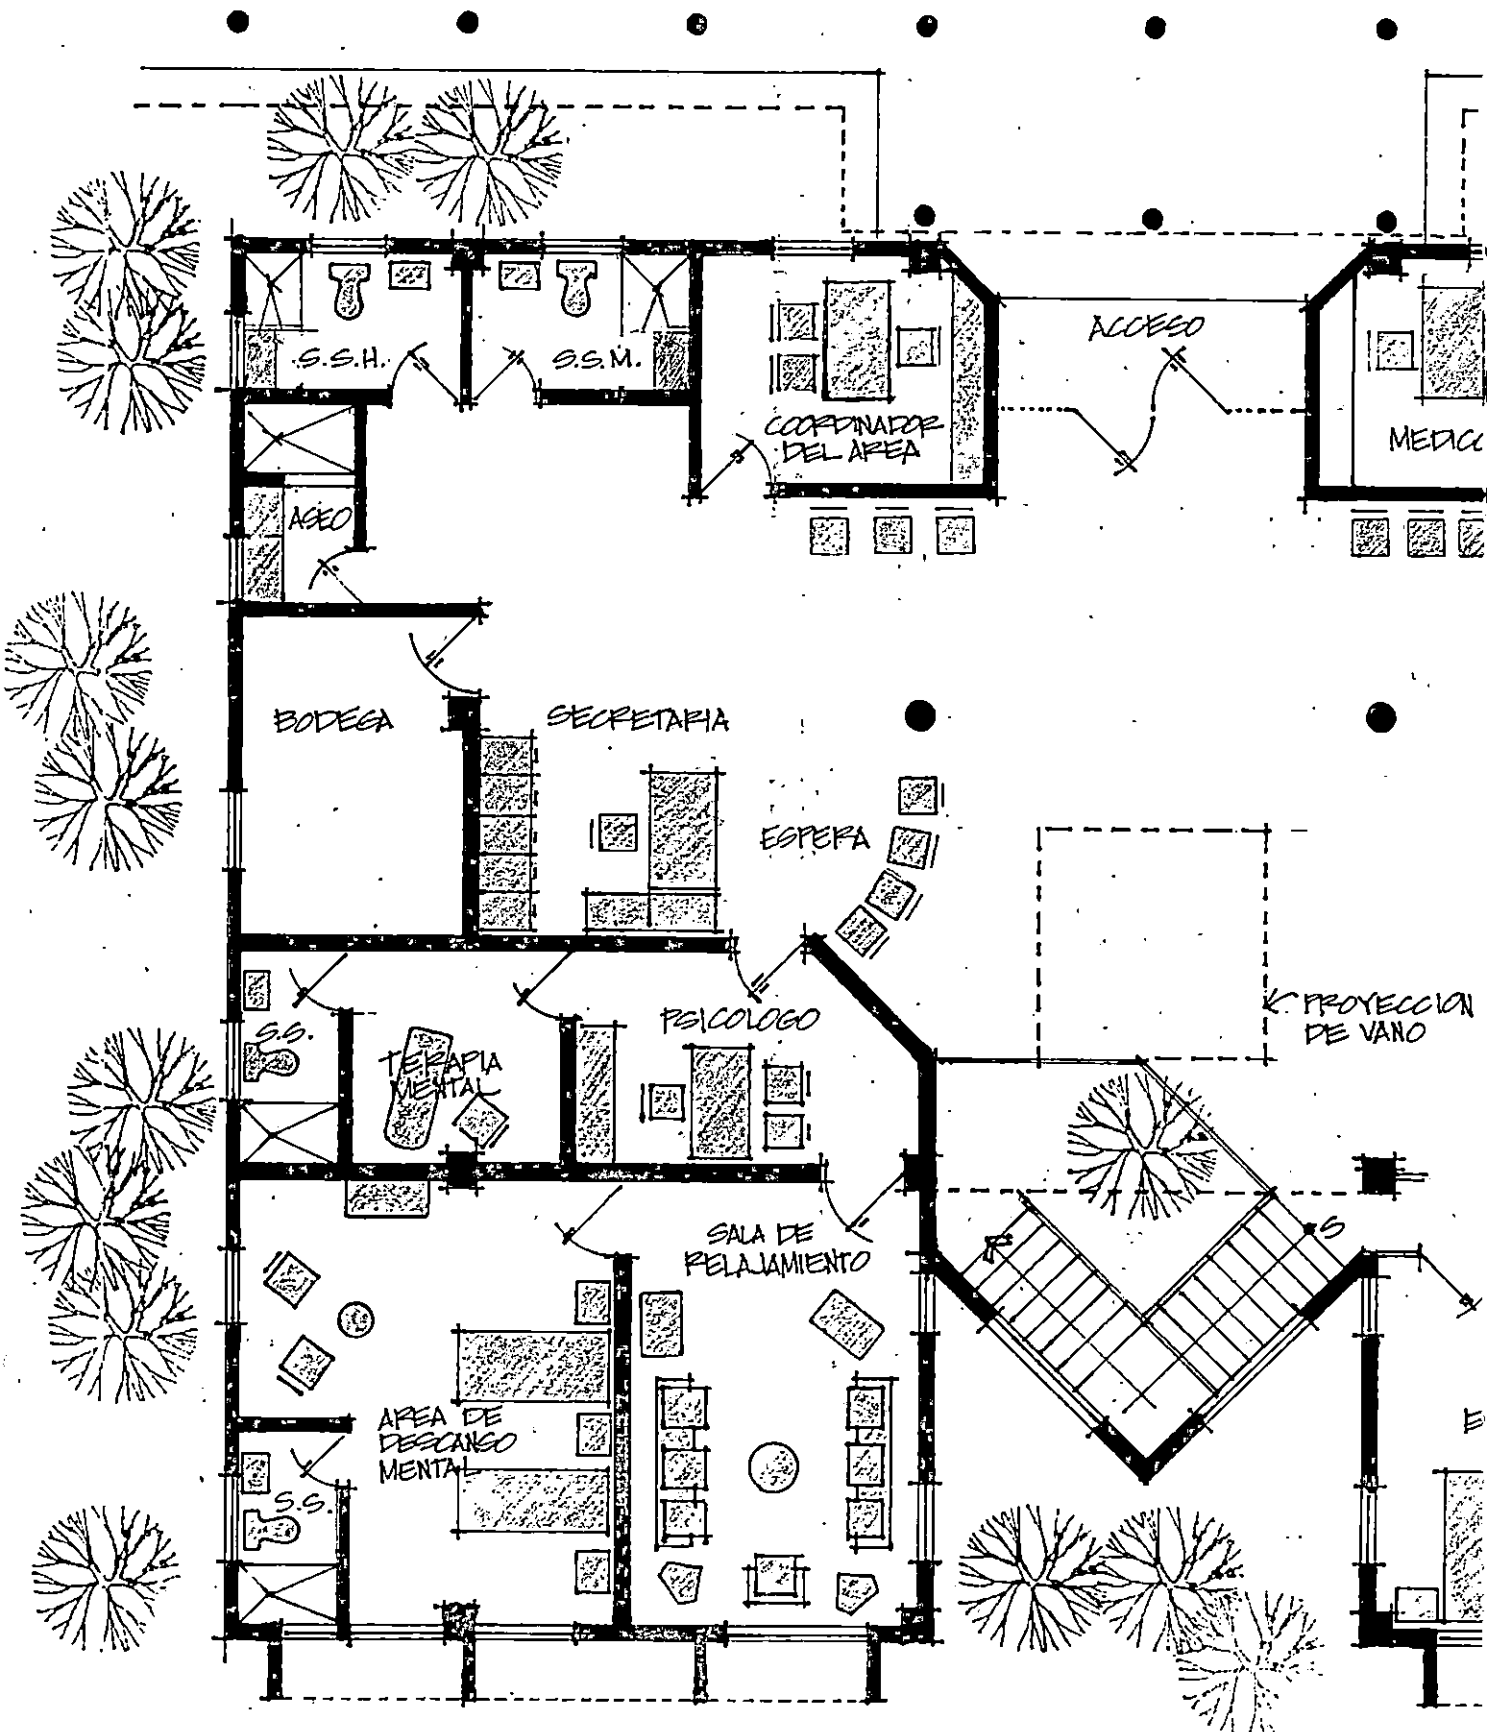 ACCESO
S.S.H.
S.S.M.
COORDINADOR
DEL AREA
MEDICO
ASEO
BODEGA
SECRETARIA
ESPERA
PROYECCION
DE VANO
PSICOLOGO
S.S.
TERAPIA
MENTAL
SALA DE
RELAJAMIENTO
S
AREA DE
DESCANSO
MENTAL
S.S.